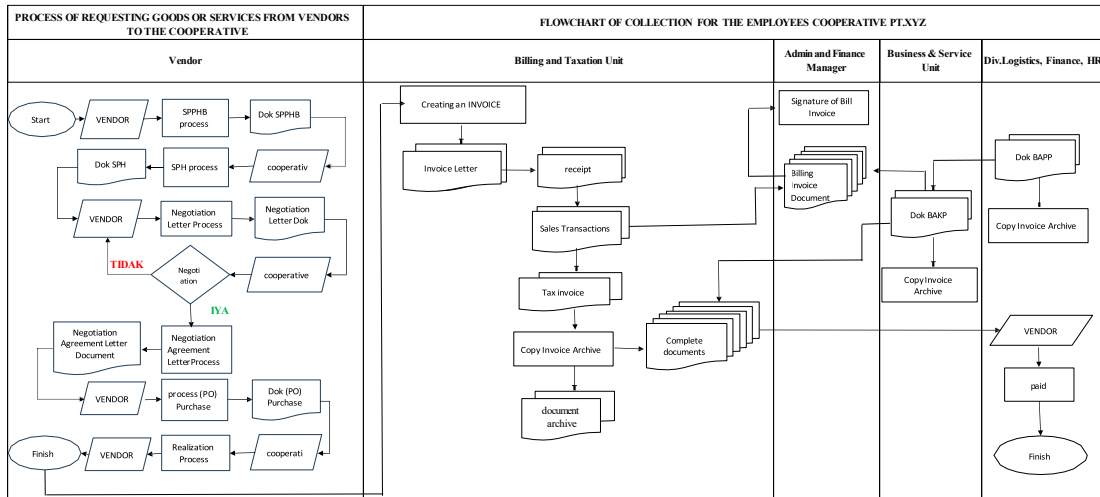 PROCESS OF REQUESTING GOODS OR SERVICES FROM VENDORS
TO THE COOPERATIVE
FLOWCHART OF COLLECTION FOR THE EMPLOYEES COOPERATIVE PT.XYZ
Vendor
Billing and Taxation Unit
Admin and Finance
Manager
Business & Service
Unit
Div.Logistics, Finance, HR
Start
VENDOR
SPPHB
process
Dok SPPHB
Dok SPH
SPH process
cooperativ
VENDOR
Negotiation
Letter Process
Negotiation
Letter Dok
TIDAK
Negoti
ation
cooperative
IYA
Negotiation
Agreement Letter
Document
Negotiation
Agreement
Letter Process
VENDOR
process (PO)
Purchase
Dok (PO)
Purchase
Finish
VENDOR
Realization
Process
cooperati
Creating an INVOICE
Invoice Letter
receipt
Sales Transactions
Tax invoice
Copy Invoice Archive
Complete
documents
document
archive
Signature of Bill
Invoice
Billing
Invoice
Document
Dok BAKP
Copy Invoice
Archive
Dok BAPP
Copy Invoice Archive
VENDOR
paid
Finish